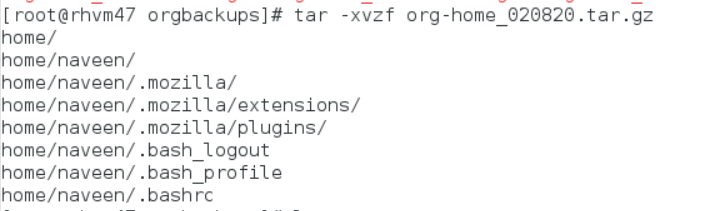 [root@rhvm47 orgbackups]# tar -xvzf org-home_020820.tar.gz
home/
home/naveen/
home/naveen/.mozilla/
home/naveen/.mozilla/extensions/
home/naveen/.mozilla/plugins/
home/naveen/.bash_logout
home/naveen/.bash_profile
home/naveen/.bashrc